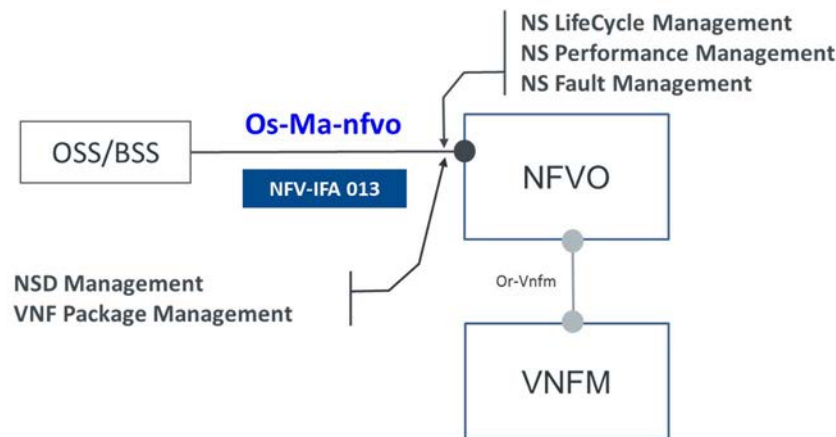 NS LifeCycle Management
NS Performance Management
NS Fault Management
Os-Ma-nfvo
OSS/BSS
NFVO
NFV-IFA 013
NSD Management
VNF Package Management
Or-Vnfm
VNFM